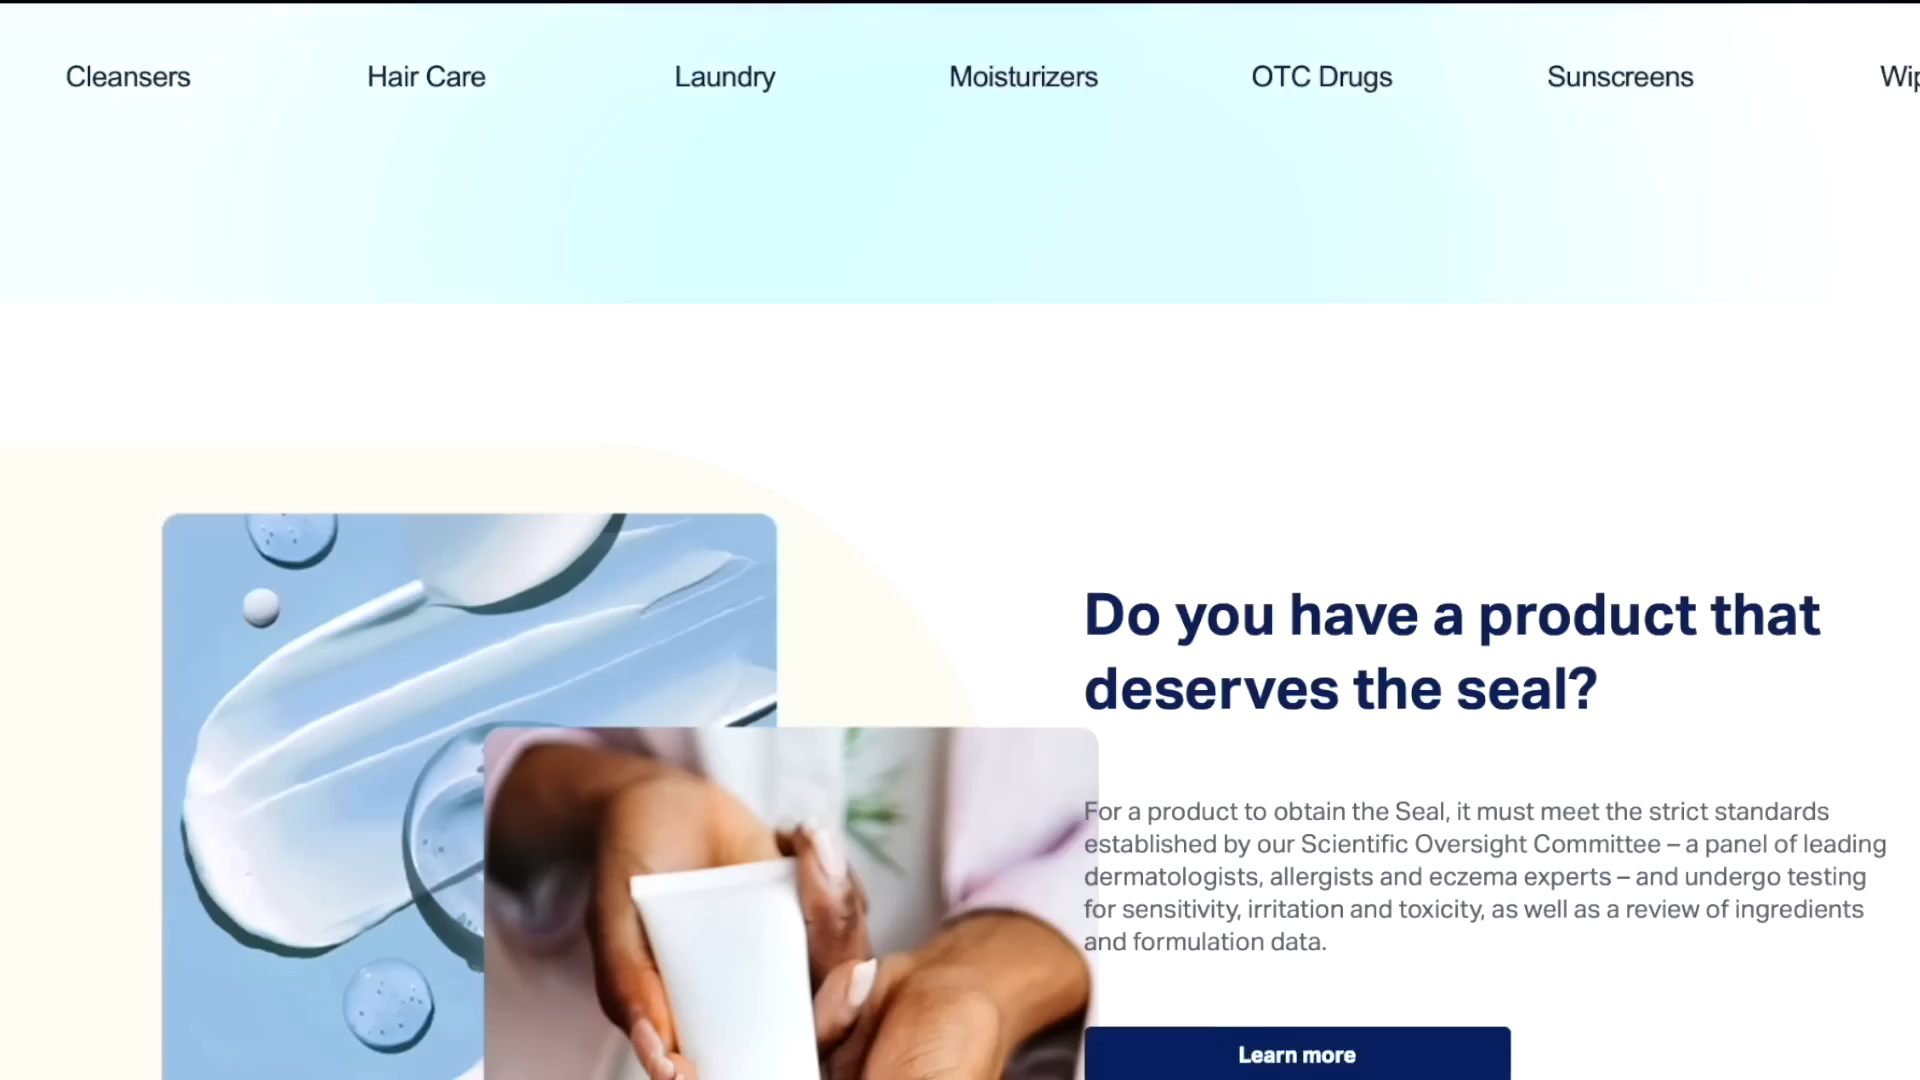 Cleansers Hair Care Laundry Moisturizers OTC Drugs Sunscreens
Do you have a product that
deserves the seal?
For a product to obtain the Seal, it must meet the strict standards
established by our Scientific Oversight Committee – a panel of leading
dermatologists, allergists and eczema experts – and undergo testing
for sensitivity, irritation and toxicity, as well as a review of ingredients
and formulation data.
Learn more